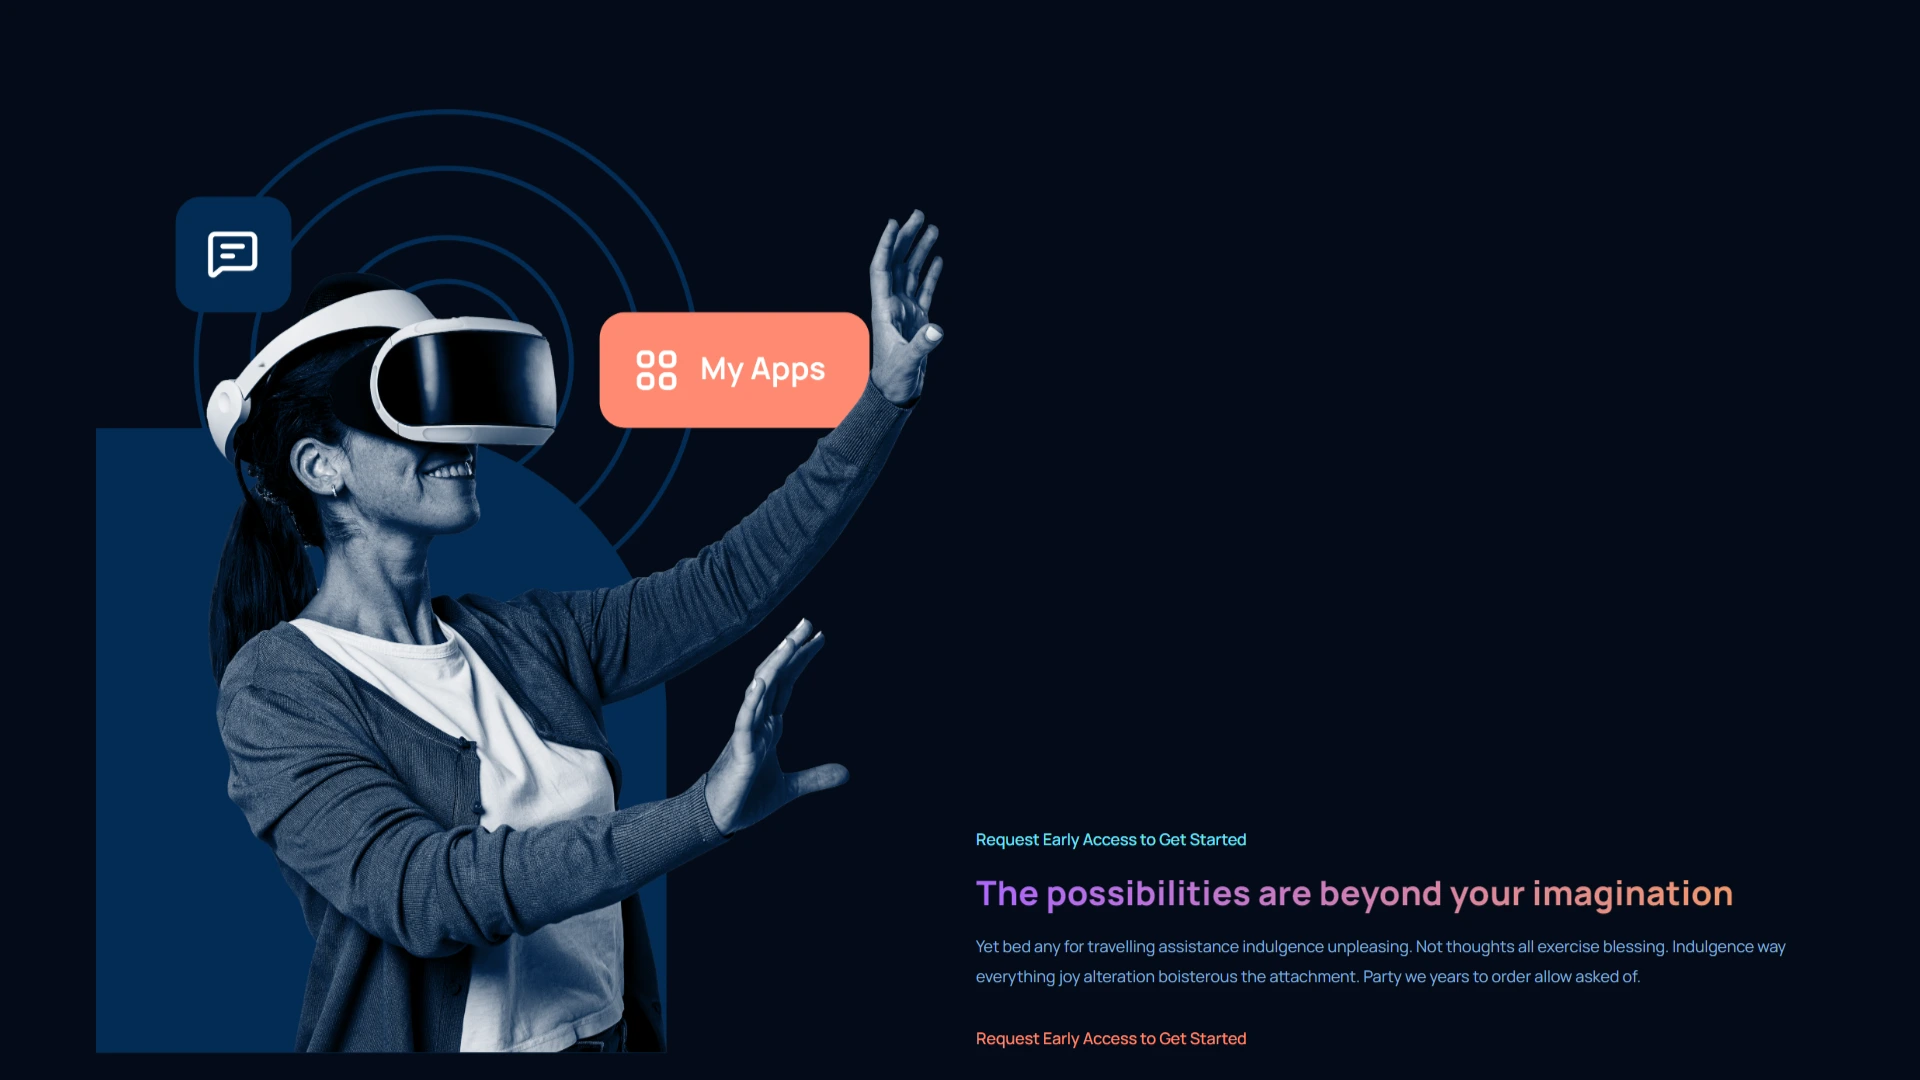 My Apps
Request Early Access to Get Started
The possibilities are beyond your imagination
Yet bed any for travelling assistance indulgence unpleasing. Not thoughts all exercise blessing. Indulgence way
everything joy alteration boisterous the attachment. Party we years to order allow asked of.
Request Early Access to Get Started